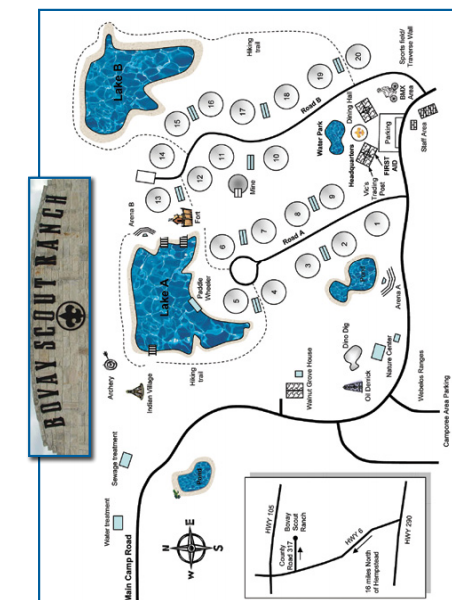 BOVAY SCOUT RANCH
Lake B
Hiking
trail
20
Sports field/
Traverse Wall
19
18
17
16
15
Road B
Dining Hall
BMX
Area
Water Park
Parking
Staff Area
Headquarters
FIRST
AID
Vic's
Trading
Post
14
13
12
11
10
Mine
Arena B
Fort
9
8
7
6
Road A
1
2
3
4
5
Lake A
Paddle
Wheeler
Arena A
Hiking
trail
Archery
Indian Village
Walnut Grove House
Dino Dig
Oil Derrick
Nature Center
Webelos Ranges
Camporee Area Parking
Sewage treatment
Water treatment
Main Camp Road
N
E
S
W
HWY 105
County
Road 317
Bovay
Scout
Ranch
HWY 6
16 miles North
of Hempstead
HWY 290